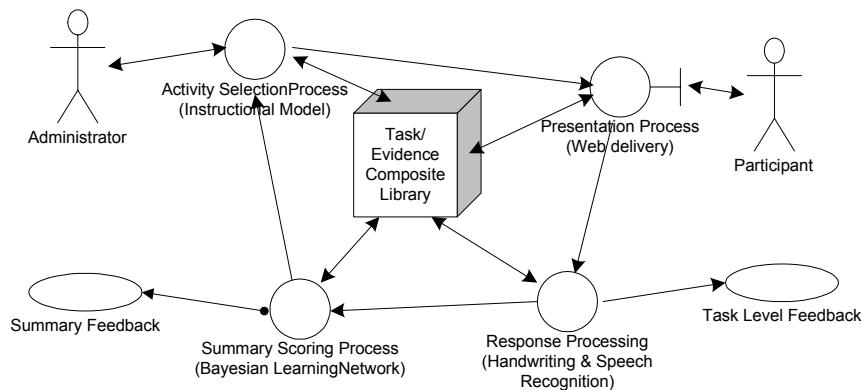 Activity SelectionProcess
(Instructional Model)
Administrator
Task/
Evidence
Composite
Library
Presentation Process
(Web delivery)
Participant
Summary Feedback
Summary Scoring Process
(Bayesian LearningNetwork)
Response Processing
(Handwriting & Speech
Recognition)
Task Level Feedback